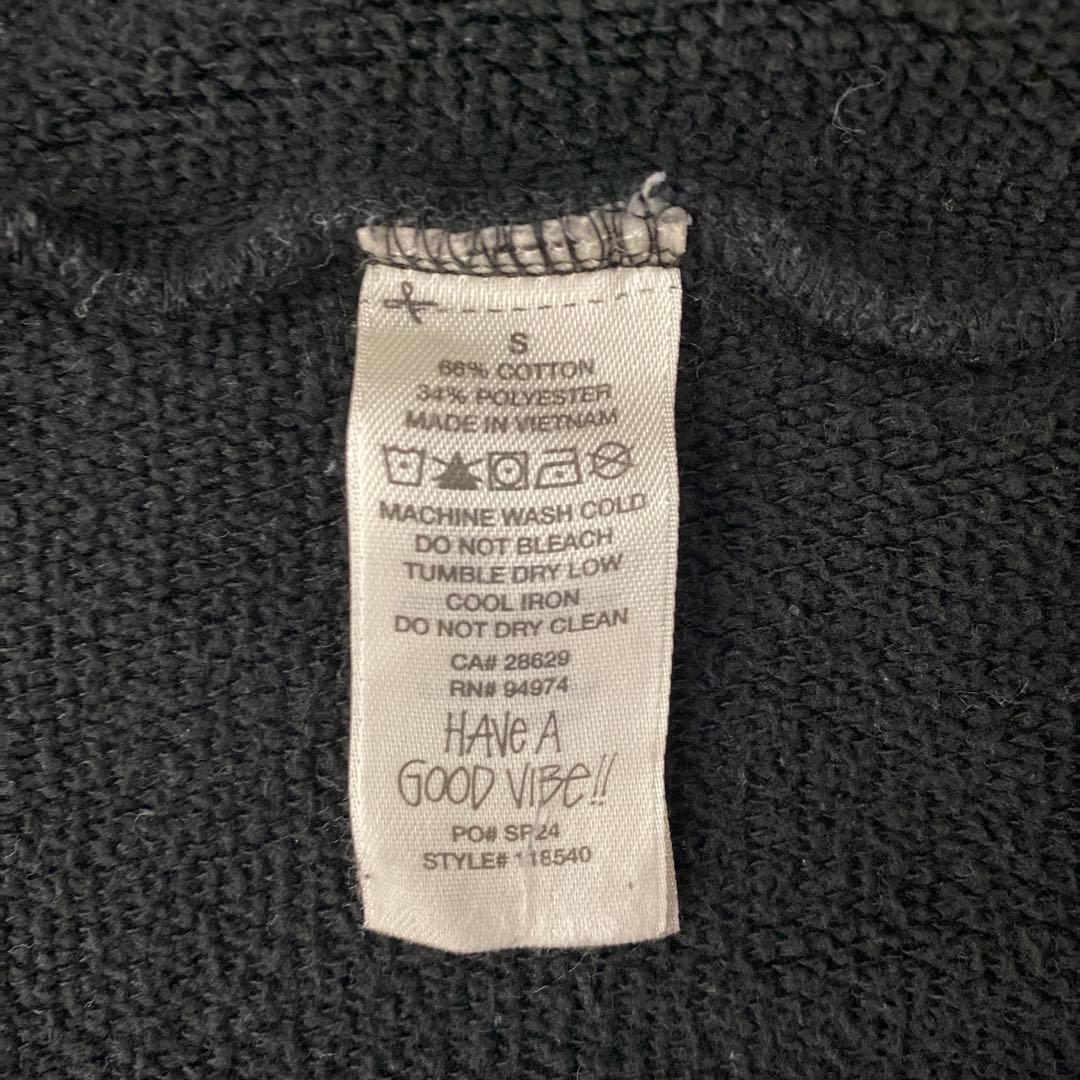 S
66% COTTON
34% POLYESTER
MADE IN VIETNAM
MACHINE WASH COLD
DO NOT BLEACH
TUMBLE DRY LOW
COOL IRON
DO NOT DRY CLEAN
CA# 28629
RN# 94974
HAVe A
GOOD VIBe!!
PO# SP24
STYLE# 118540